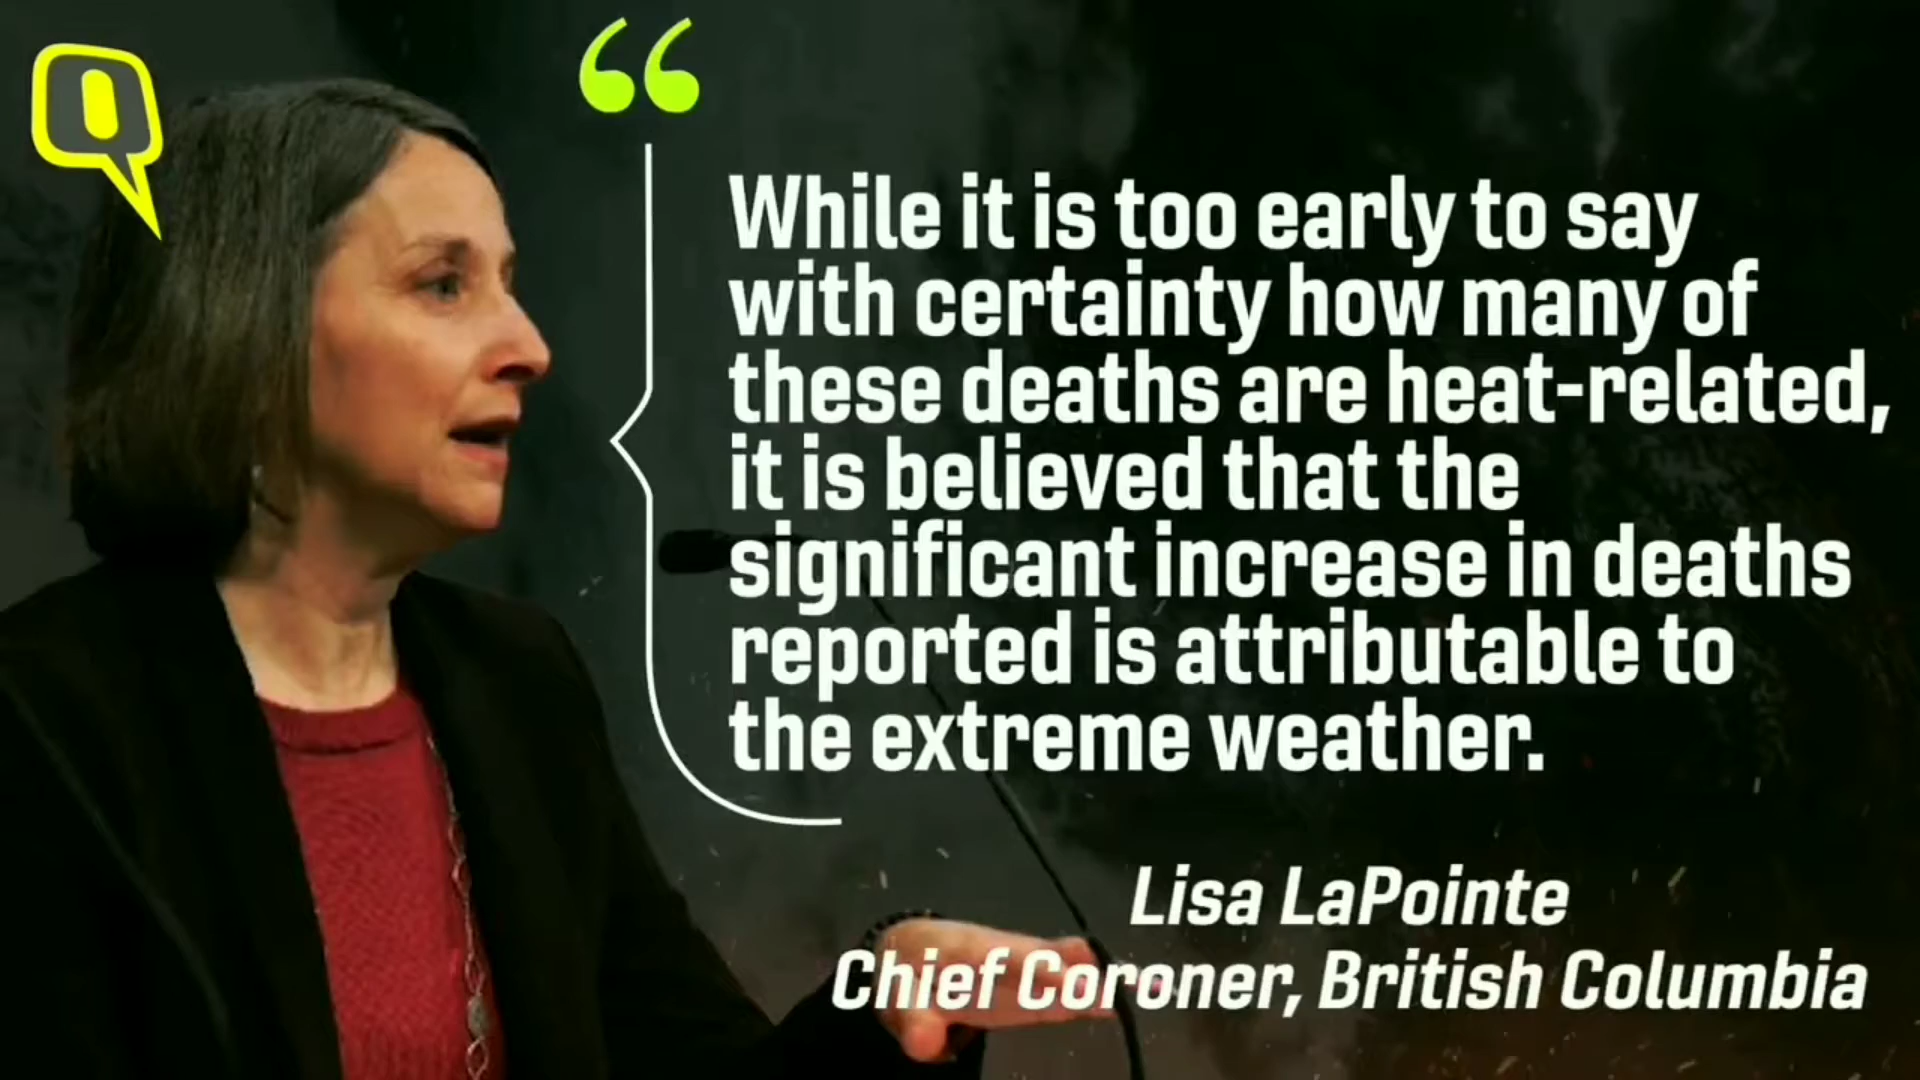 “
While it is too early to say
with certainty how many of
these deaths are heat-related,
it is believed that the
significant increase in deaths
reported is attributable to
the extreme weather.
Lisa LaPointe
Chief Coroner, British Columbia